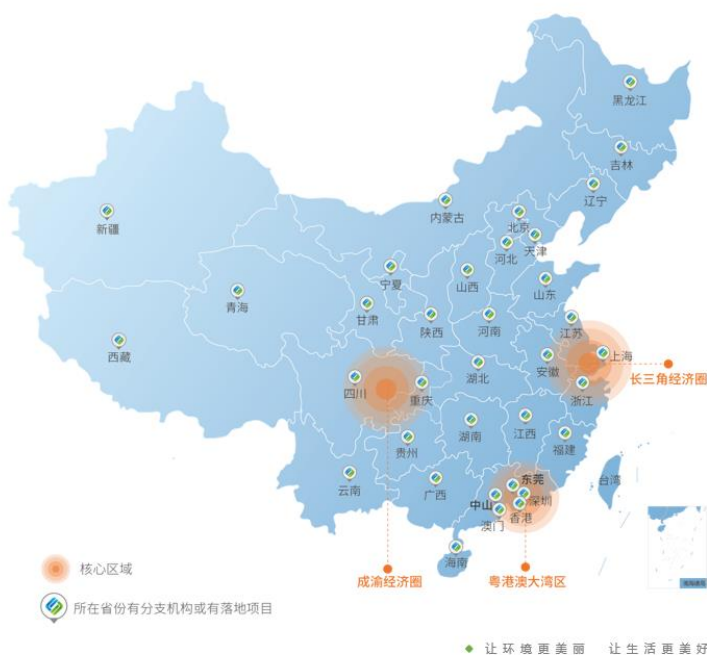 黑龙江
吉林
辽宁
内蒙古
北京
新疆
天津
河北
宁夏
山西
山东
青海
甘肃
陕西
河南
江苏
西藏
上海
安徽
湖北
长三角经济圈
四川
重庆
浙江
湖南
江西
贵州
福建
云南
广西
东莞
台湾
深圳
中山
香港
澳门
海南
核心区域
成渝经济圈
粤港澳大湾区
所在省份有分支机构或有落地项目
让环境更美丽 让生活更美好